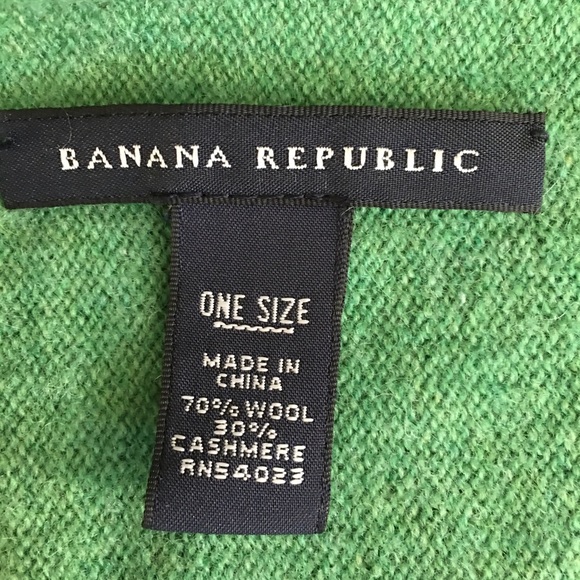 BANANA REPUBLIC
ONE SIZE
MADE IN
CHINA
70% WOOL
30%
CASHMERE
RN54023